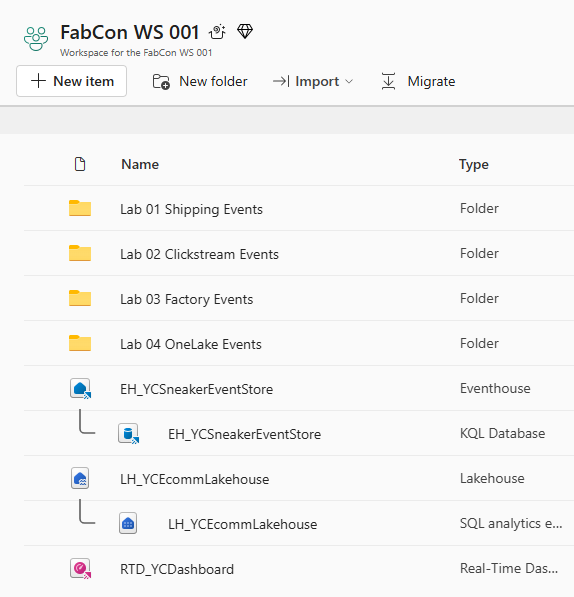 FabCon WS 001
Workspace for the FabCon WS 001
New item New folder Import Migrate
Name Type
Lab 01 Shipping Events Folder
Lab 02 Clickstream Events Folder
Lab 03 Factory Events Folder
Lab 04 OneLake Events Folder
EH_YCSneakerEventStore Eventhouse
EH_YCSneakerEventStore KQL Database
LH_YCEcommLakehouse Lakehouse
LH_YCEcommLakehouse SQL analytics e...
RTD_YCDashboard Real-Time Das...